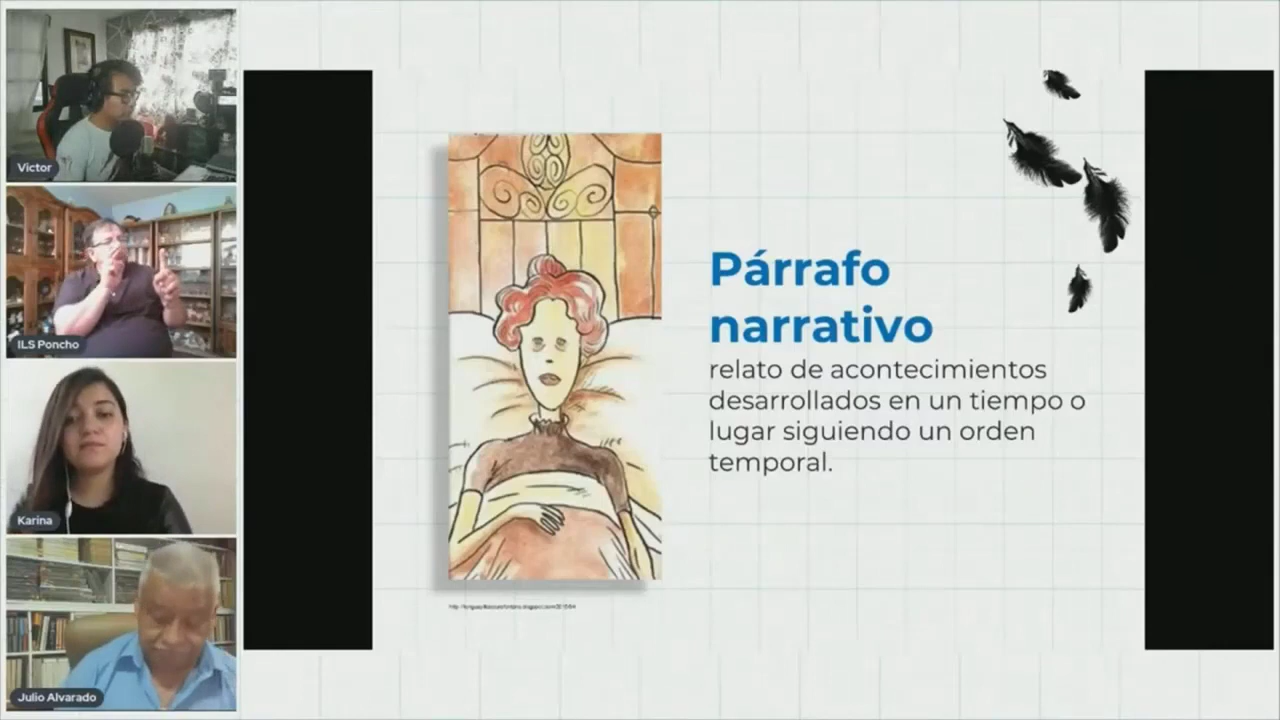 Victor
ILS Poncho
Karina
Julio Alvarado
Párrafo
narrativo
relato de acontecimientos
desarrollados en un tiempo o
lugar siguiendo un orden
temporal.